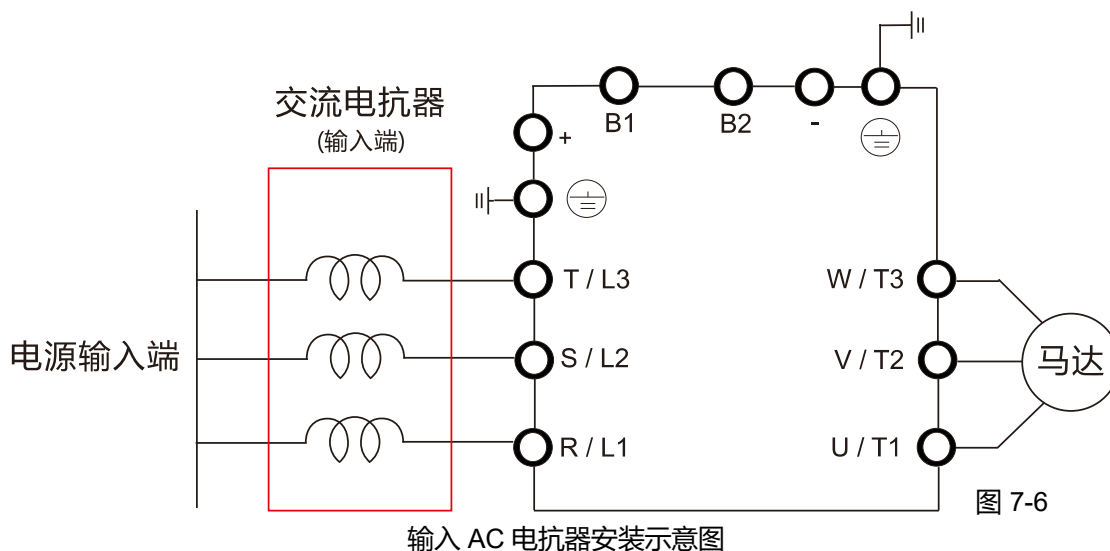 交流电抗器
(输入端)
B1
B2
-
+
T / L3
W / T3
电源输入端
S / L2
V / T2
马达
R / L1
U / T1
图 7-6
输入 AC 电抗器安装示意图